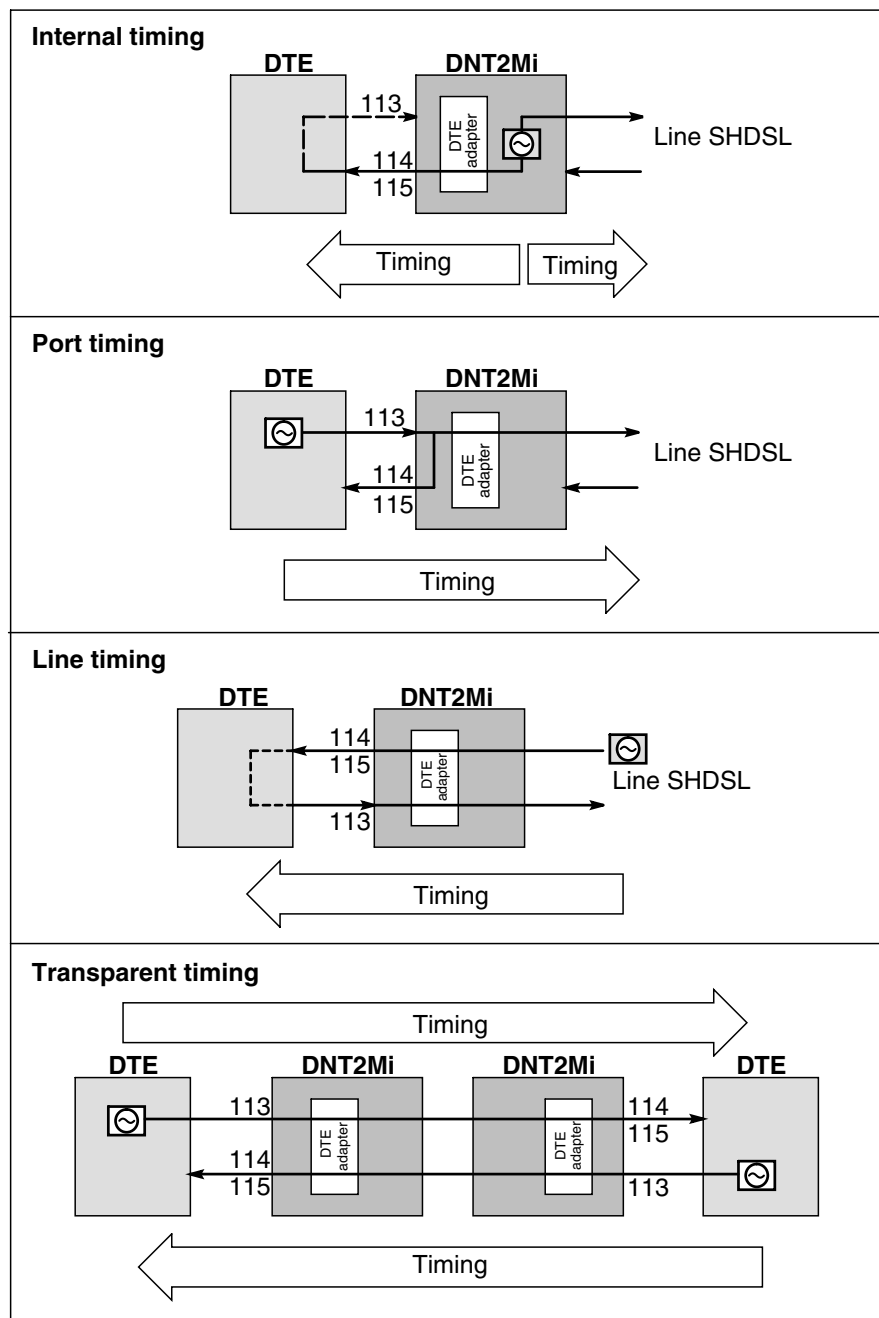 Internal timing
DTE
DNT2Mi
113
DTE
adapter
Line SHDSL
114
115
Timing
Timing
Port timing
DTE
DNT2Mi
113
DTE
adapter
Line SHDSL
114
115
Timing
Line timing
DTE
DNT2Mi
114
115
DTE
adapter
Line SHDSL
113
Timing
Transparent timing
Timing
DTE
DNT2Mi
DNT2Mi
DTE
113
DTE
adapter
DTE
adapter
114
115
114
115
113
Timing